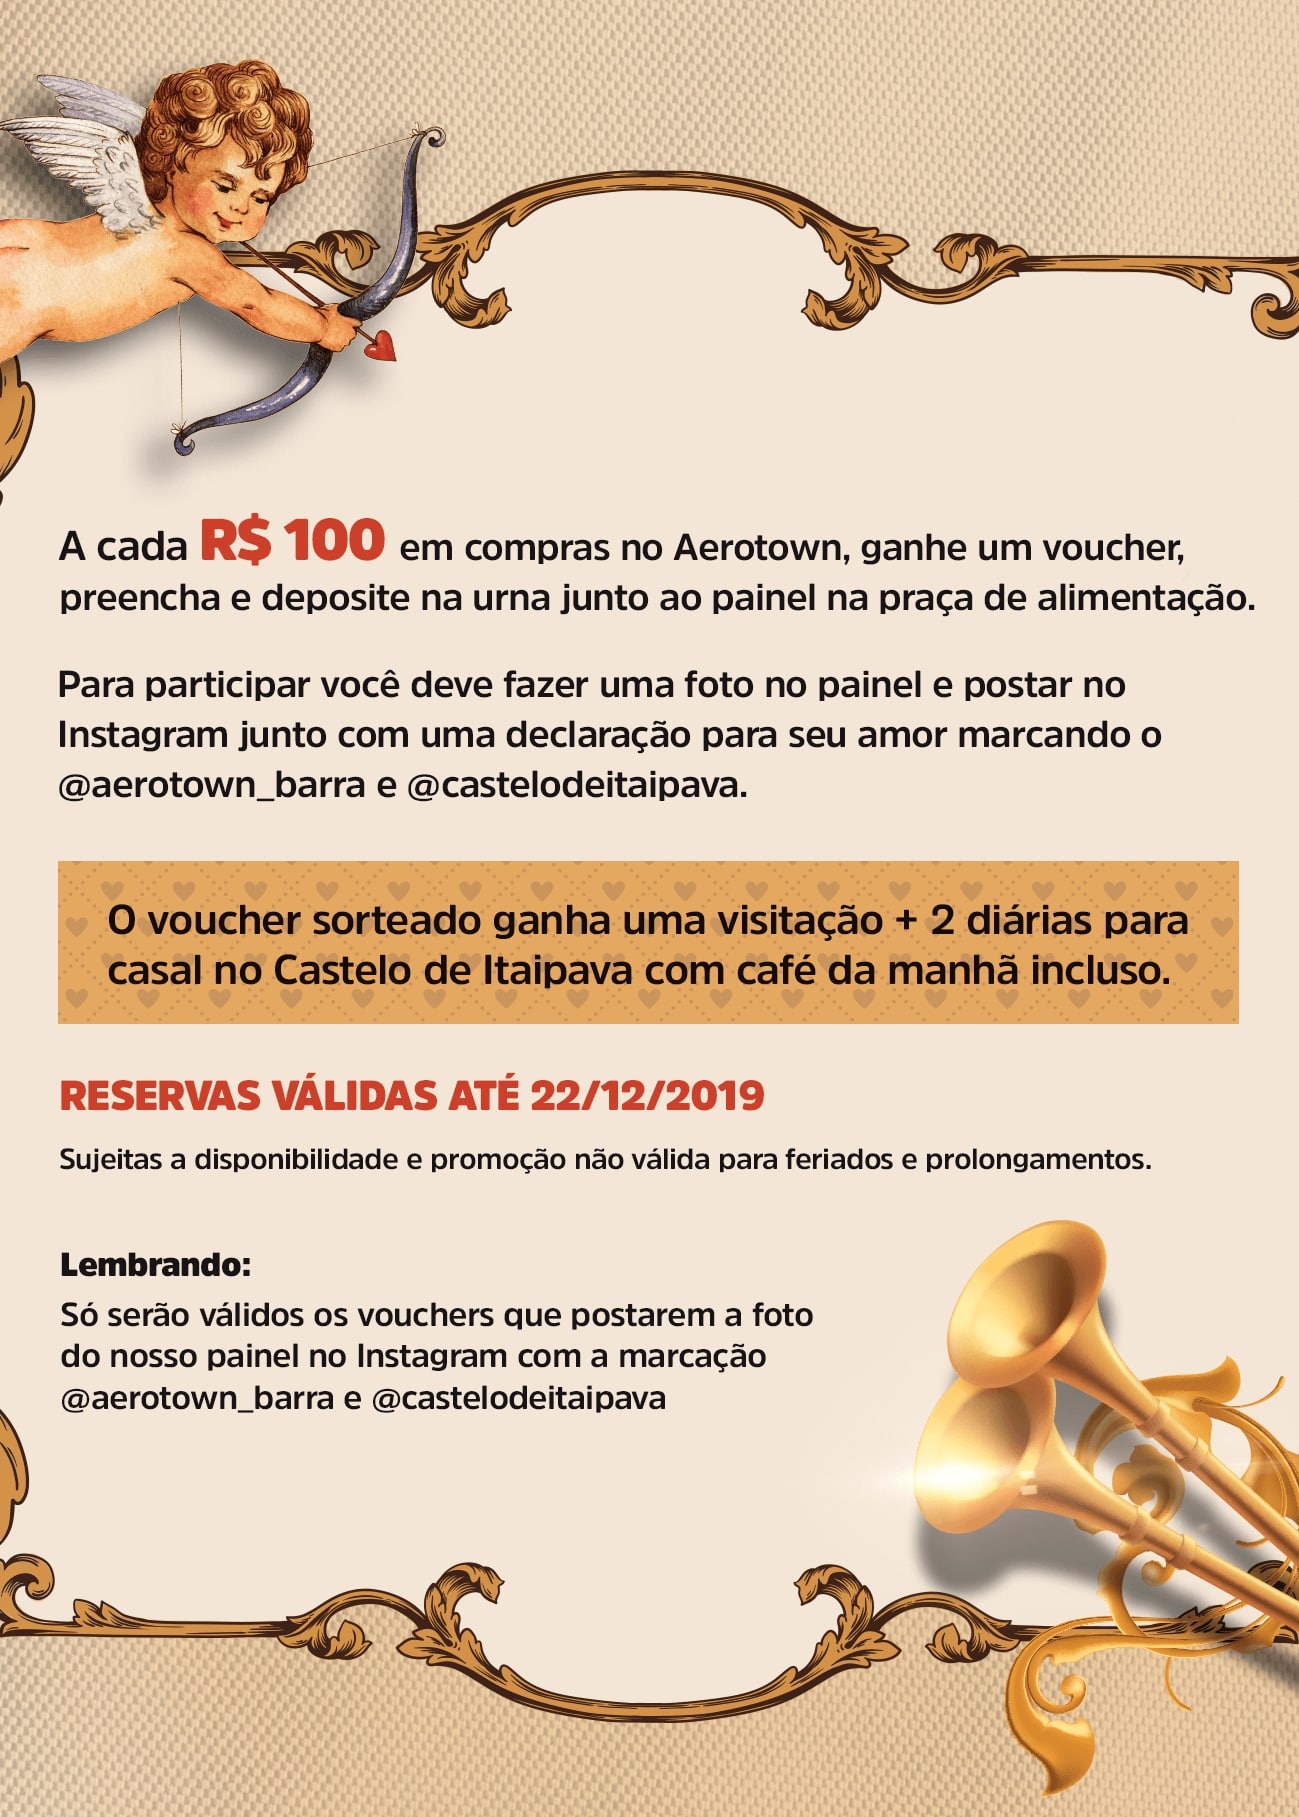 A cada R$ 100 em compras no Aerotown, ganhe um voucher,
preencha e deposite na urna junto ao painel na praça de alimentação.
Para participar você deve fazer uma foto no painel e postar no
Instagram junto com uma declaração para seu amor marcando o
@aerotown_barra e @castelodeitaipava.
O voucher sorteado ganha uma visitação + 2 diárias para
casal no Castelo de Itaipava com café da manhã incluso.
RESERVAS VÁLIDAS ATÉ 22/12/2019
Sujeitas a disponibilidade e promoção não válida para feriados e prolongamentos.
Lembrando:
Só serão válidos os vouchers que postarem a foto
do nosso painel no Instagram com a marcação
@aerotown_barra e @castelodeitaipava